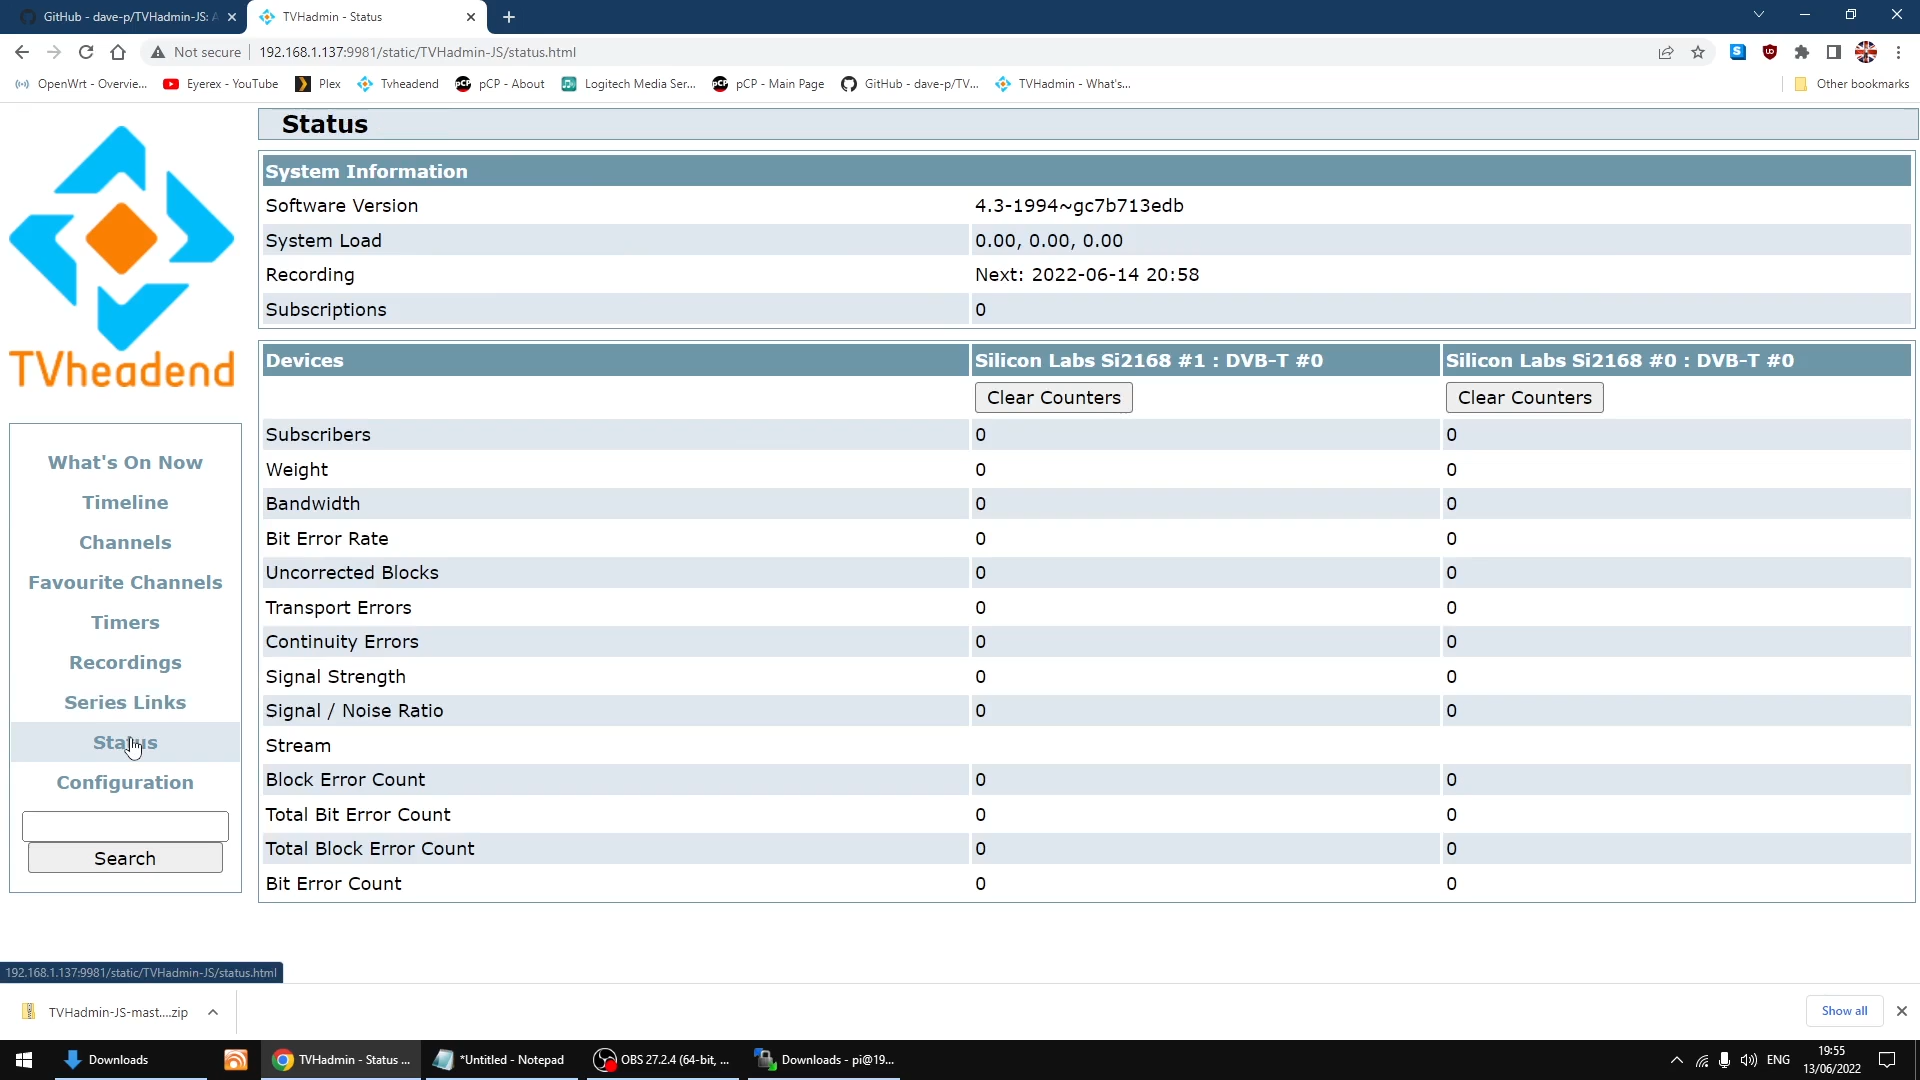 GitHub - dave-p/TVHadmin-JS: A
TVHadmin - Status
Not secure
192.168.1.137:9981/static/TVHadmin-JS/status.html
OpenWrt - Overvie...
Eyerex - YouTube
Plex
Tvheadend
pCP
pCP - About
Logitech Media Ser...
pCP
pCP - Main Page
GitHub - dave-p/TV...
TVHadmin - What's...
Other bookmarks
TVheadend
What's On Now
Timeline
Channels
Favourite Channels
Timers
Recordings
Series Links
Status
Configuration
Search
Status
System Information
Software Version 4.3-1994~gc7b713edb
System Load 0.00, 0.00, 0.00
Recording Next: 2022-06-14 20:58
Subscriptions 0
Devices Silicon Labs Si2168 #1 : DVB-T #0 Silicon Labs Si2168 #0 : DVB-T #0
Clear Counters Clear Counters
Subscribers 0 0
Weight 0 0
Bandwidth 0 0
Bit Error Rate 0 0
Uncorrected Blocks 0 0
Transport Errors 0 0
Continuity Errors 0 0
Signal Strength 0 0
Signal / Noise Ratio 0 0
Stream
Block Error Count 0 0
Total Bit Error Count 0 0
Total Block Error Count 0 0
Bit Error Count 0 0
192.168.1.137:9981/static/TVHadmin-JS/status.html
TVHadmin-JS-mast....zip
Show all
Downloads
TVHadmin - Status ...
*Untitled - Notepad
OBS 27.2.4 (64-bit, ...
Downloads - pi@19...
ENG
19:55
13/06/2022